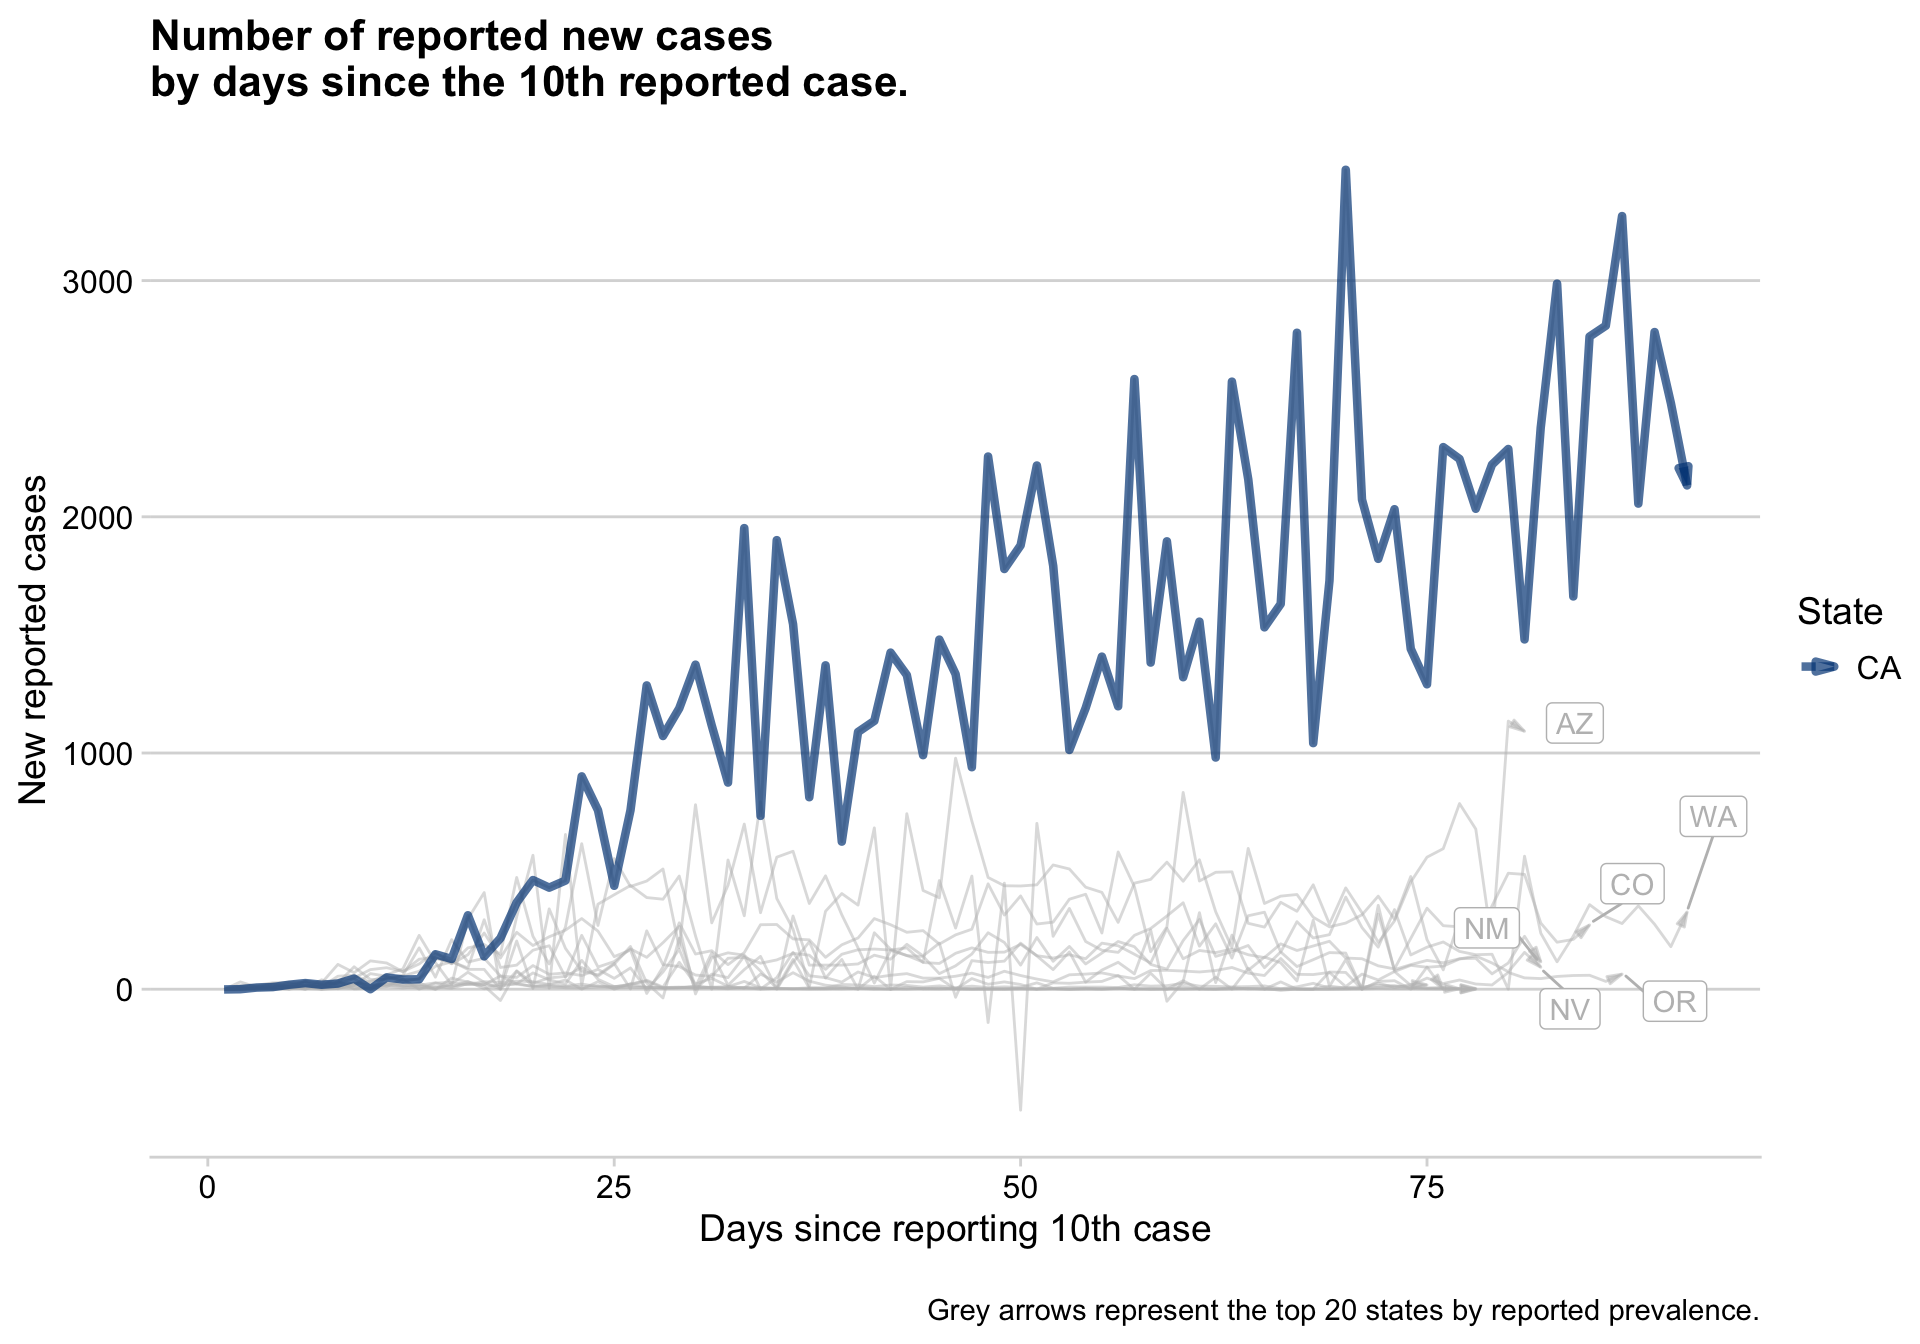 Number of reported new cases
by days since the 10th reported case.
New reported cases
3000
2000
1000
0
AZ
WA
CO
NM
NV
OR
State
CA
0
25
50
75
Days since reporting 10th case
Grey arrows represent the top 20 states by reported prevalence.